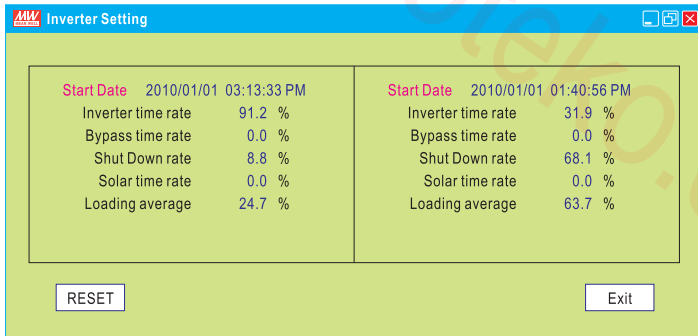 MW
MEAN WELL
Inverter Setting
Start Date 2010/01/01 03:13:33 PM
Inverter time rate 91.2 %
Bypass time rate 0.0 %
Shut Down rate 8.8 %
Solar time rate 0.0 %
Loading average 24.7 %
Start Date 2010/01/01 01:40:56 PM
Inverter time rate 31.9 %
Bypass time rate 0.0 %
Shut Down rate 68.1 %
Solar time rate 0.0 %
Loading average 63.7 %
RESET
Exit